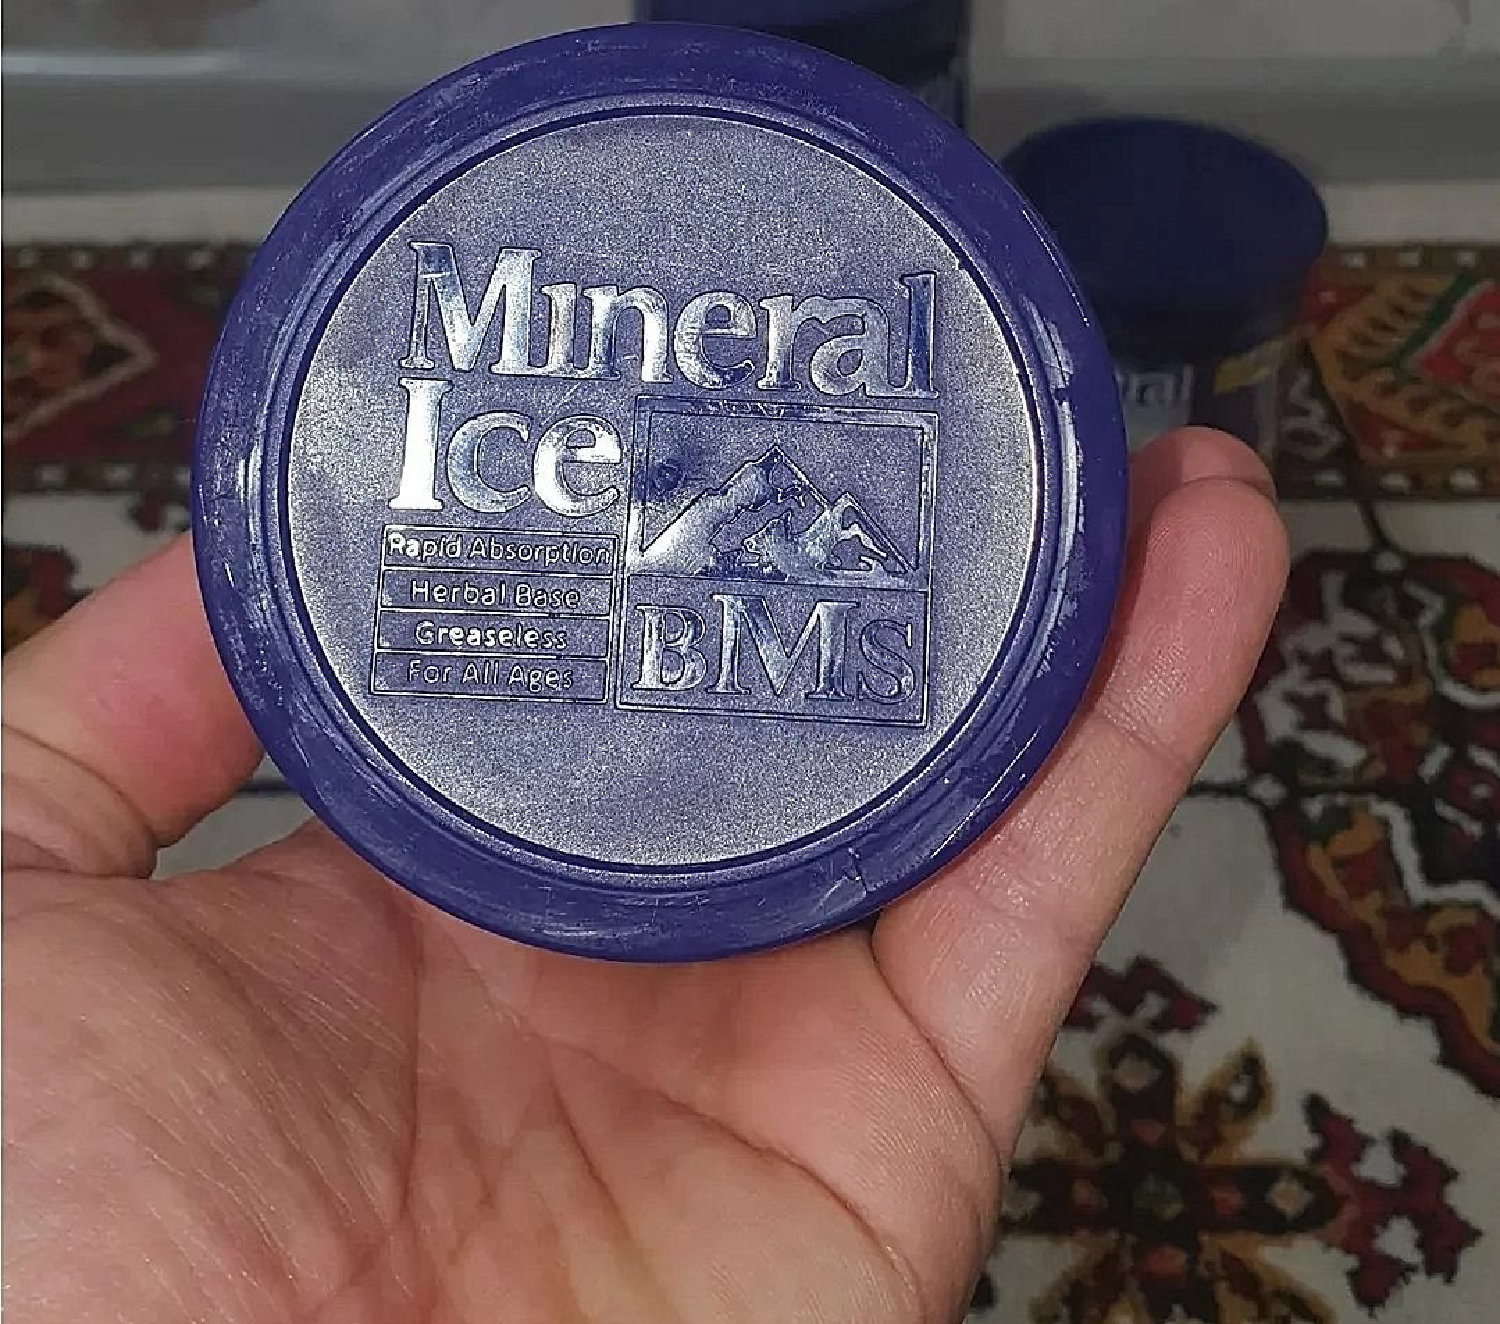 Mineral
Ice
Rapid Absorption
Herbal Base
Greaseless
For All Ages
BMS